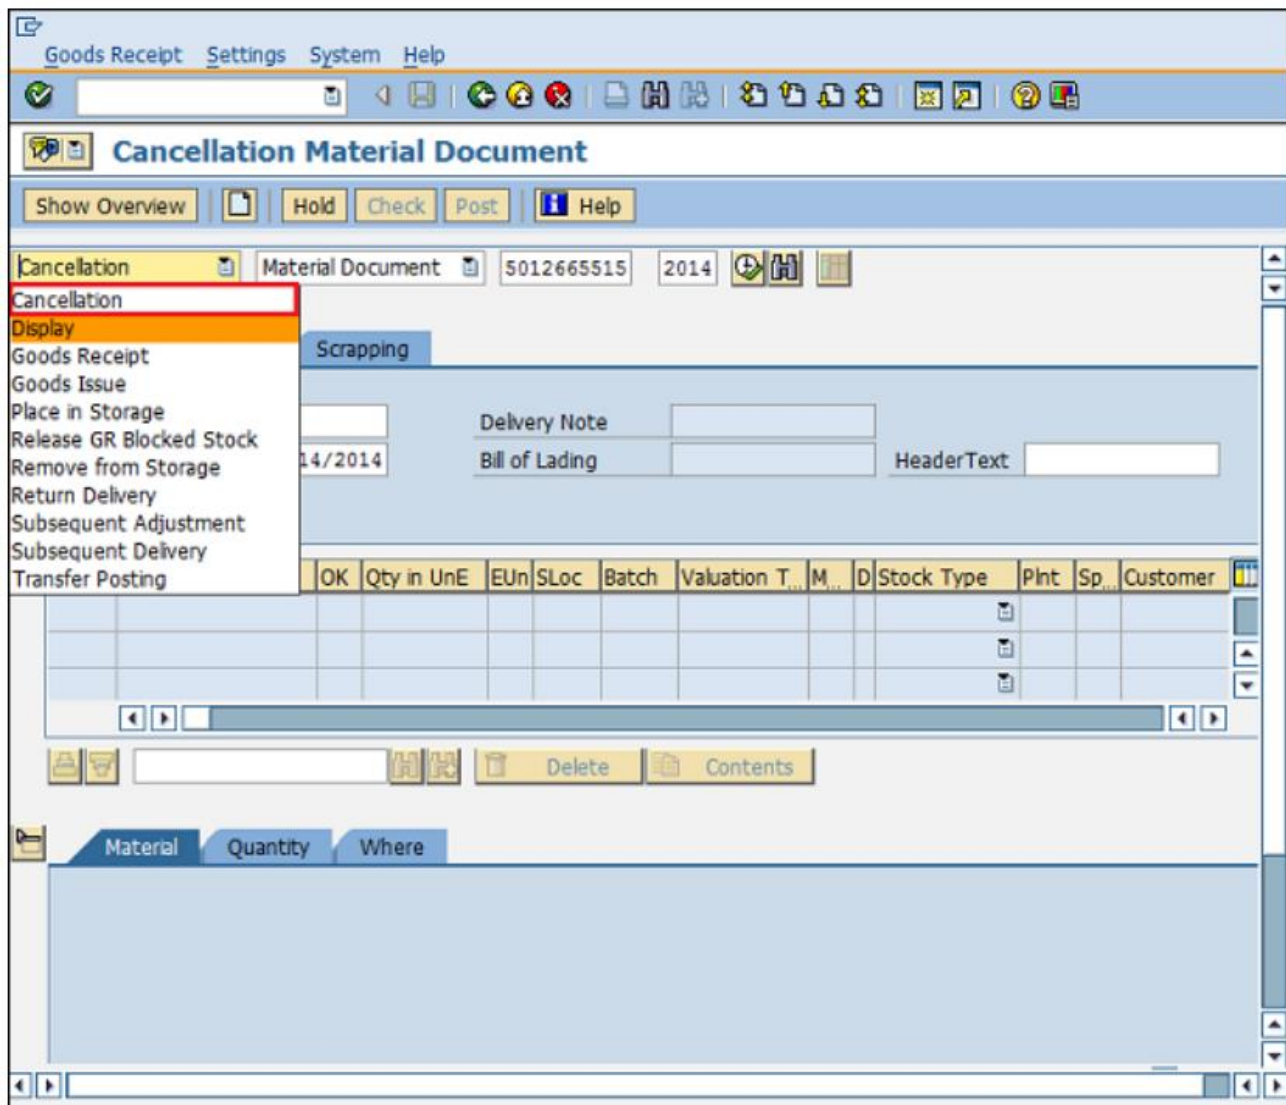 Goods Receipt Settings System Help
Cancellation Material Document
Show Overview Hold Check Post Help
Cancellation Material Document 5012665515 2014
Cancellation
Display
Goods Receipt
Scrapping
Goods Issue
Place in Storage
Delivery Note
Release GR Blocked Stock
Remove from Storage
14/2014 Bill of Lading HeaderText
Return Delivery
Subsequent Adjustment
Subsequent Delivery
Transfer Posting
OK Qty in UnE EUn SLoc Batch Valuation T... M... D Stock Type Plnt Sp... Customer
Delete Contents
Material Quantity Where